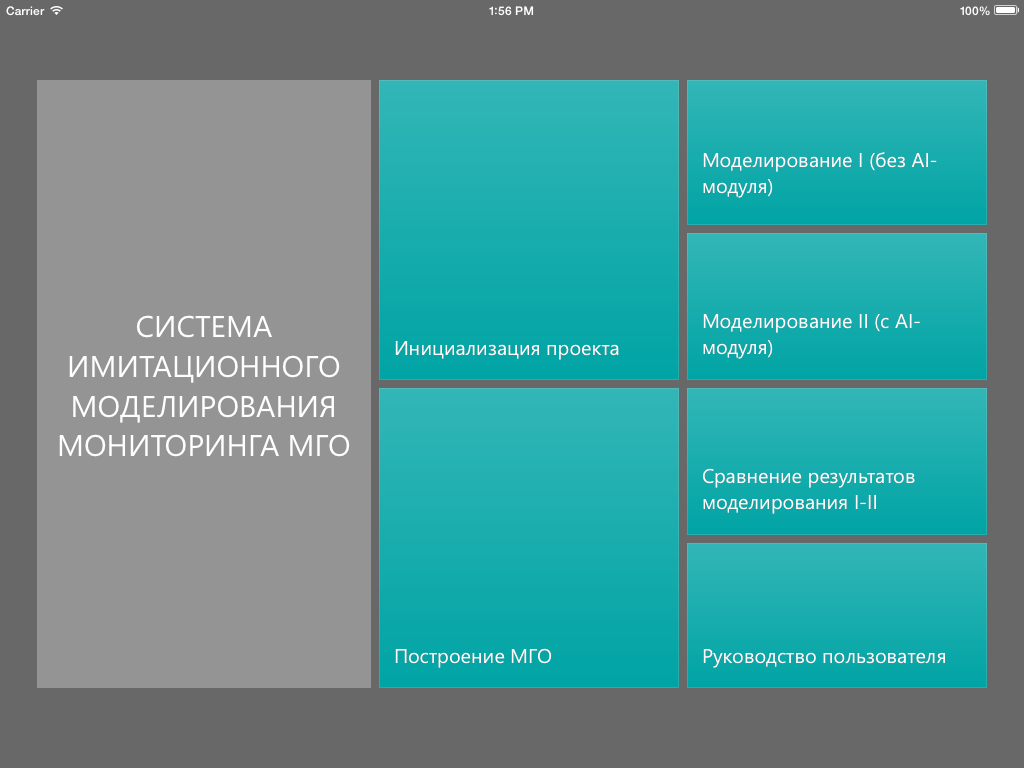 Carrier
1:56 PM
100%
СИСТЕМА
ИМИТАЦИОННОГО
МОДЕЛИРОВАНИЯ
МОНИТОРИНГА МГО
Инициализация проекта
Построение МГО
Моделирование I (без AI-
модуля)
Моделирование II (с AI-
модуля)
Сравнение результатов
моделирования I-II
Руководство пользователя